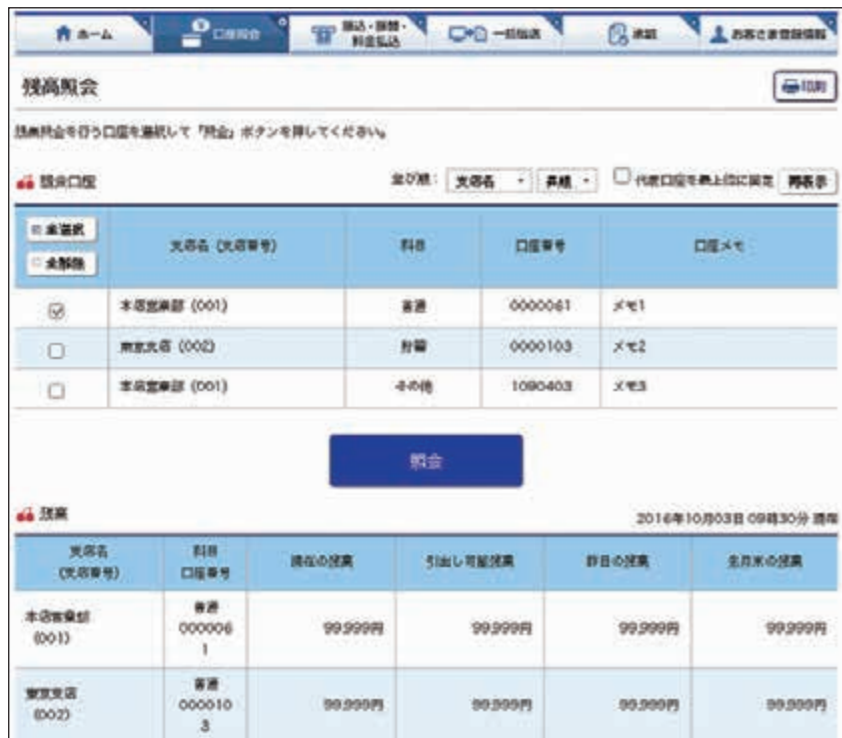 ホーム
口座照会
振込・振替・
料金払込
一括伝送
承認
お客さま登録情報
残高照会
印刷
残高照会を行う口座を選択して「照会」ボタンを押してください。
照会口座
並び順： 支店名 昇順 代表口座を最上位に固定 再表示
全選択
全解除
支店名（支店番号） 科目 口座番号 口座メモ
本店営業部（001） 普通 0000061 メモ1
東京支店（002） 貯蓄 0000103 メモ2
本店営業部（001） その他 1090403 メモ3
照会
残高
2016年10月03日 09時30分 現在
支店名
（支店番号）
科目
口座番号
現在の残高 引出し可能残高 昨日の残高 先月末の残高
本店営業部
（001）
普通
000006
1
99,999円 99,999円 99,999円 99,999円
東京支店
（002）
普通
000010
3
99,999円 99,999円 99,999円 99,999円